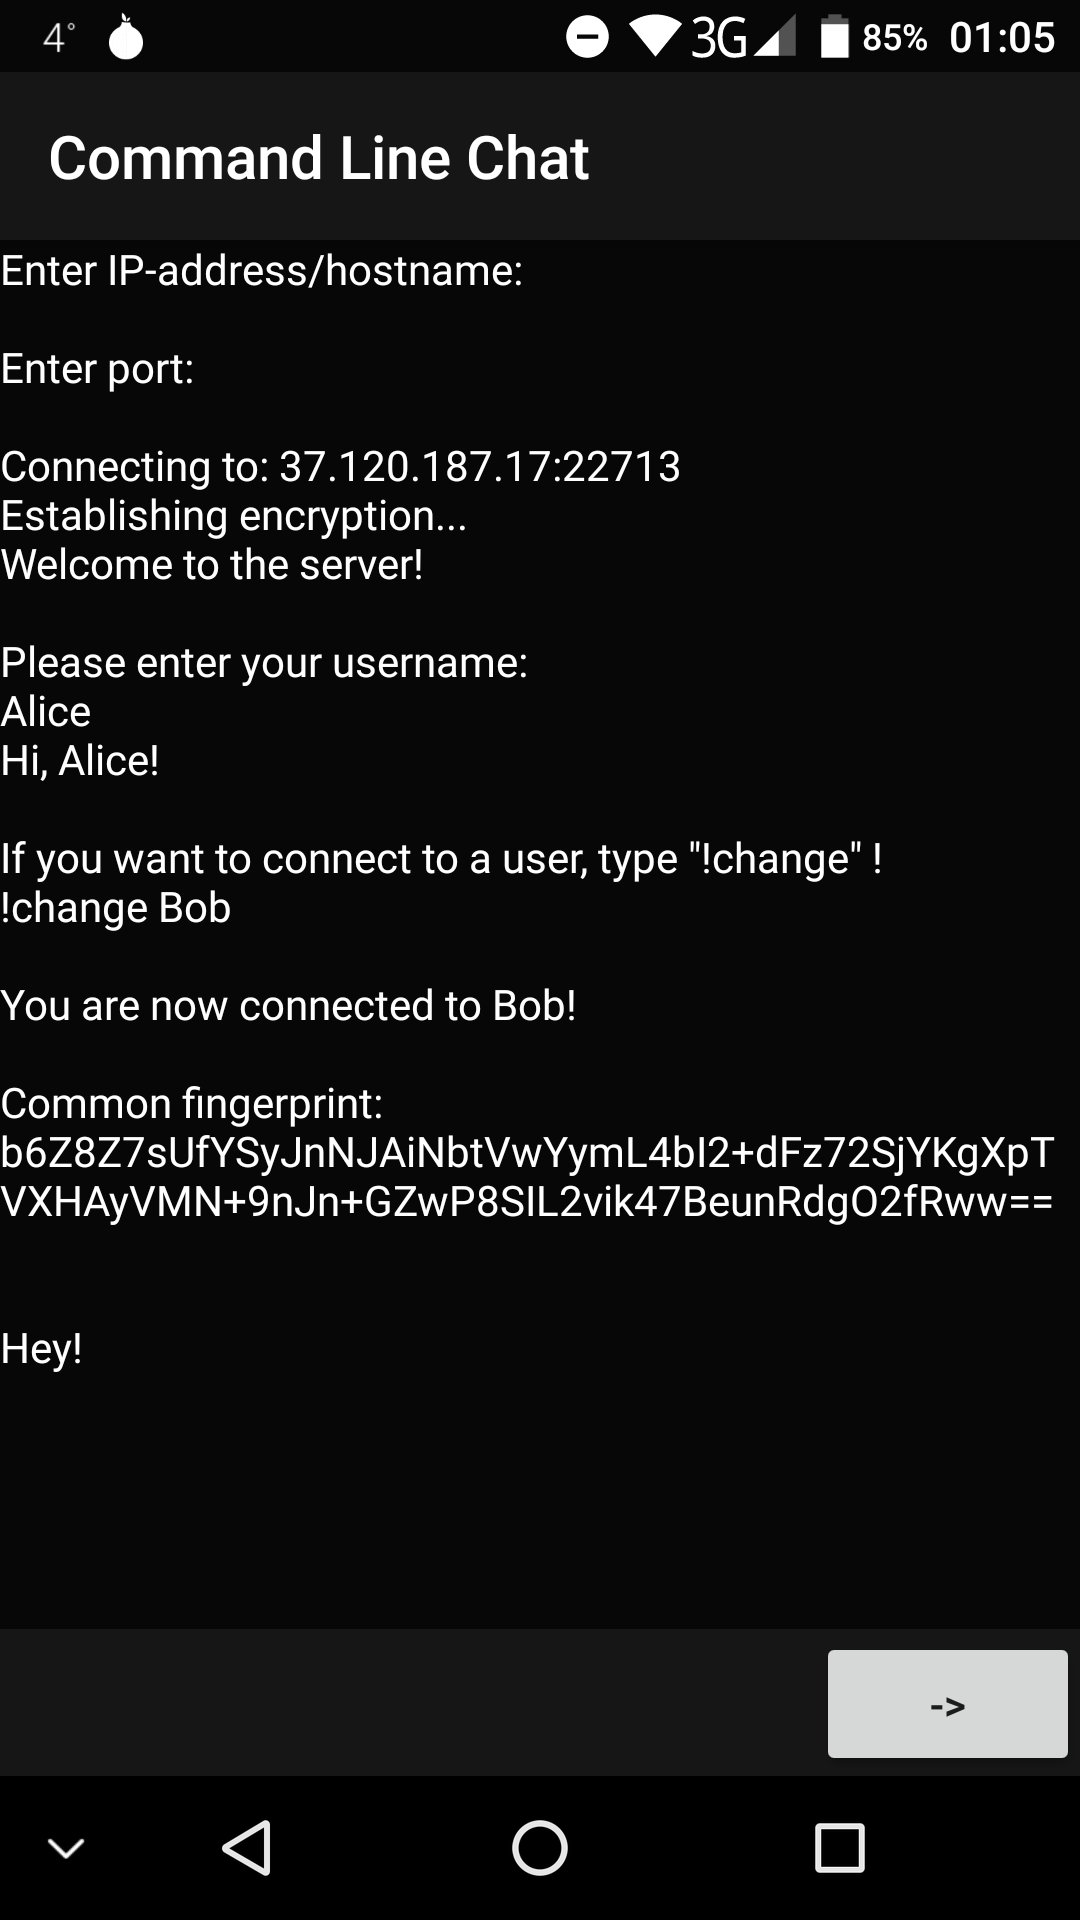 4°
3G 85% 01:05
Command Line Chat
Enter IP-address/hostname:
Enter port:
Connecting to: 37.120.187.17:22713
Establishing encryption...
Welcome to the server!
Please enter your username:
Alice
Hi, Alice!
If you want to connect to a user, type "!change" !
!change Bob
You are now connected to Bob!
Common fingerprint:
b6Z8Z7sUfYSyJnNJAiNbtVwYymL4bI2+dFz72SjYKgXpT
VXHAyVMN+9nJn+GZwP8SIL2vik47BeunRdgO2fRww==
Hey!
->